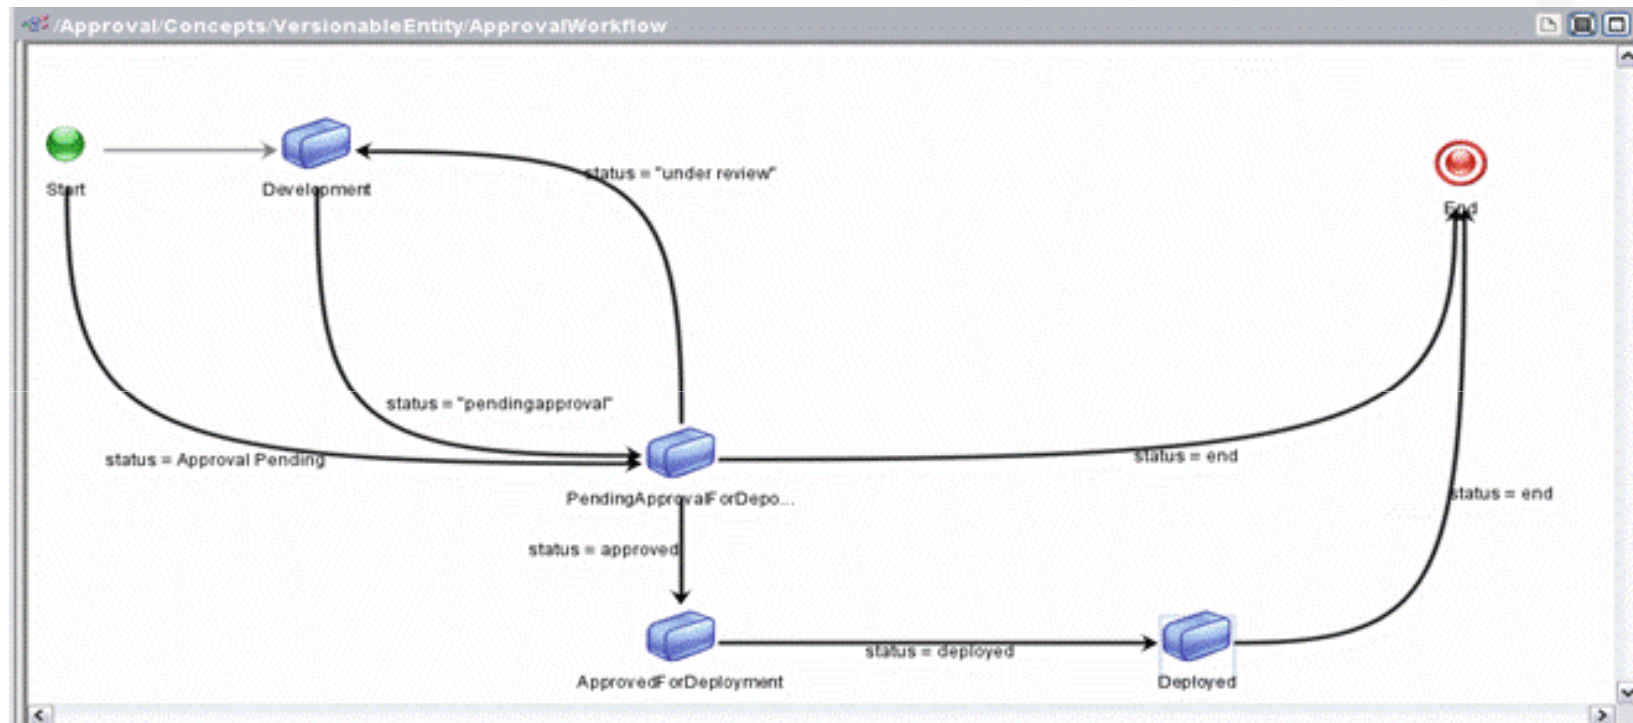 /Approval/Concepts/VersionableEntity/ApprovalWorkflow
Start
Development
status = "under review"
End
status = "pendingapproval"
status = Approval Pending
status = end
PendingApprovalForDepo...
status = end
status = approved
status = deployed
ApprovedForDeployment
Deployed